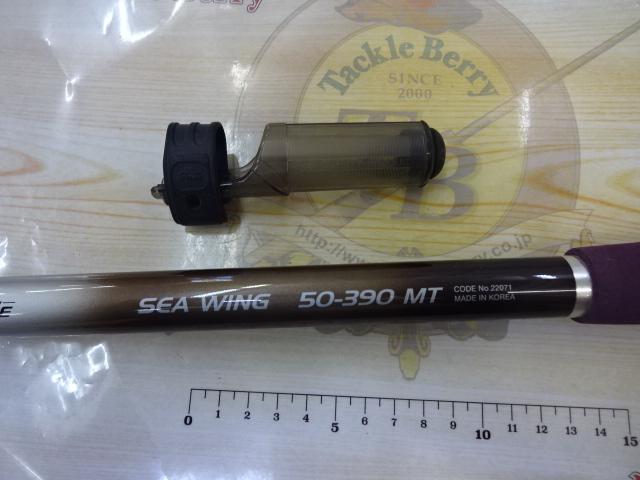 Tackle Berry
SINCE
2000
TB
SEA WING 50-390 MT
CODE No.22071
MADE IN KOREA
0 1 2 3 4 5 6 7 8 9 10 11 12 13 14 15